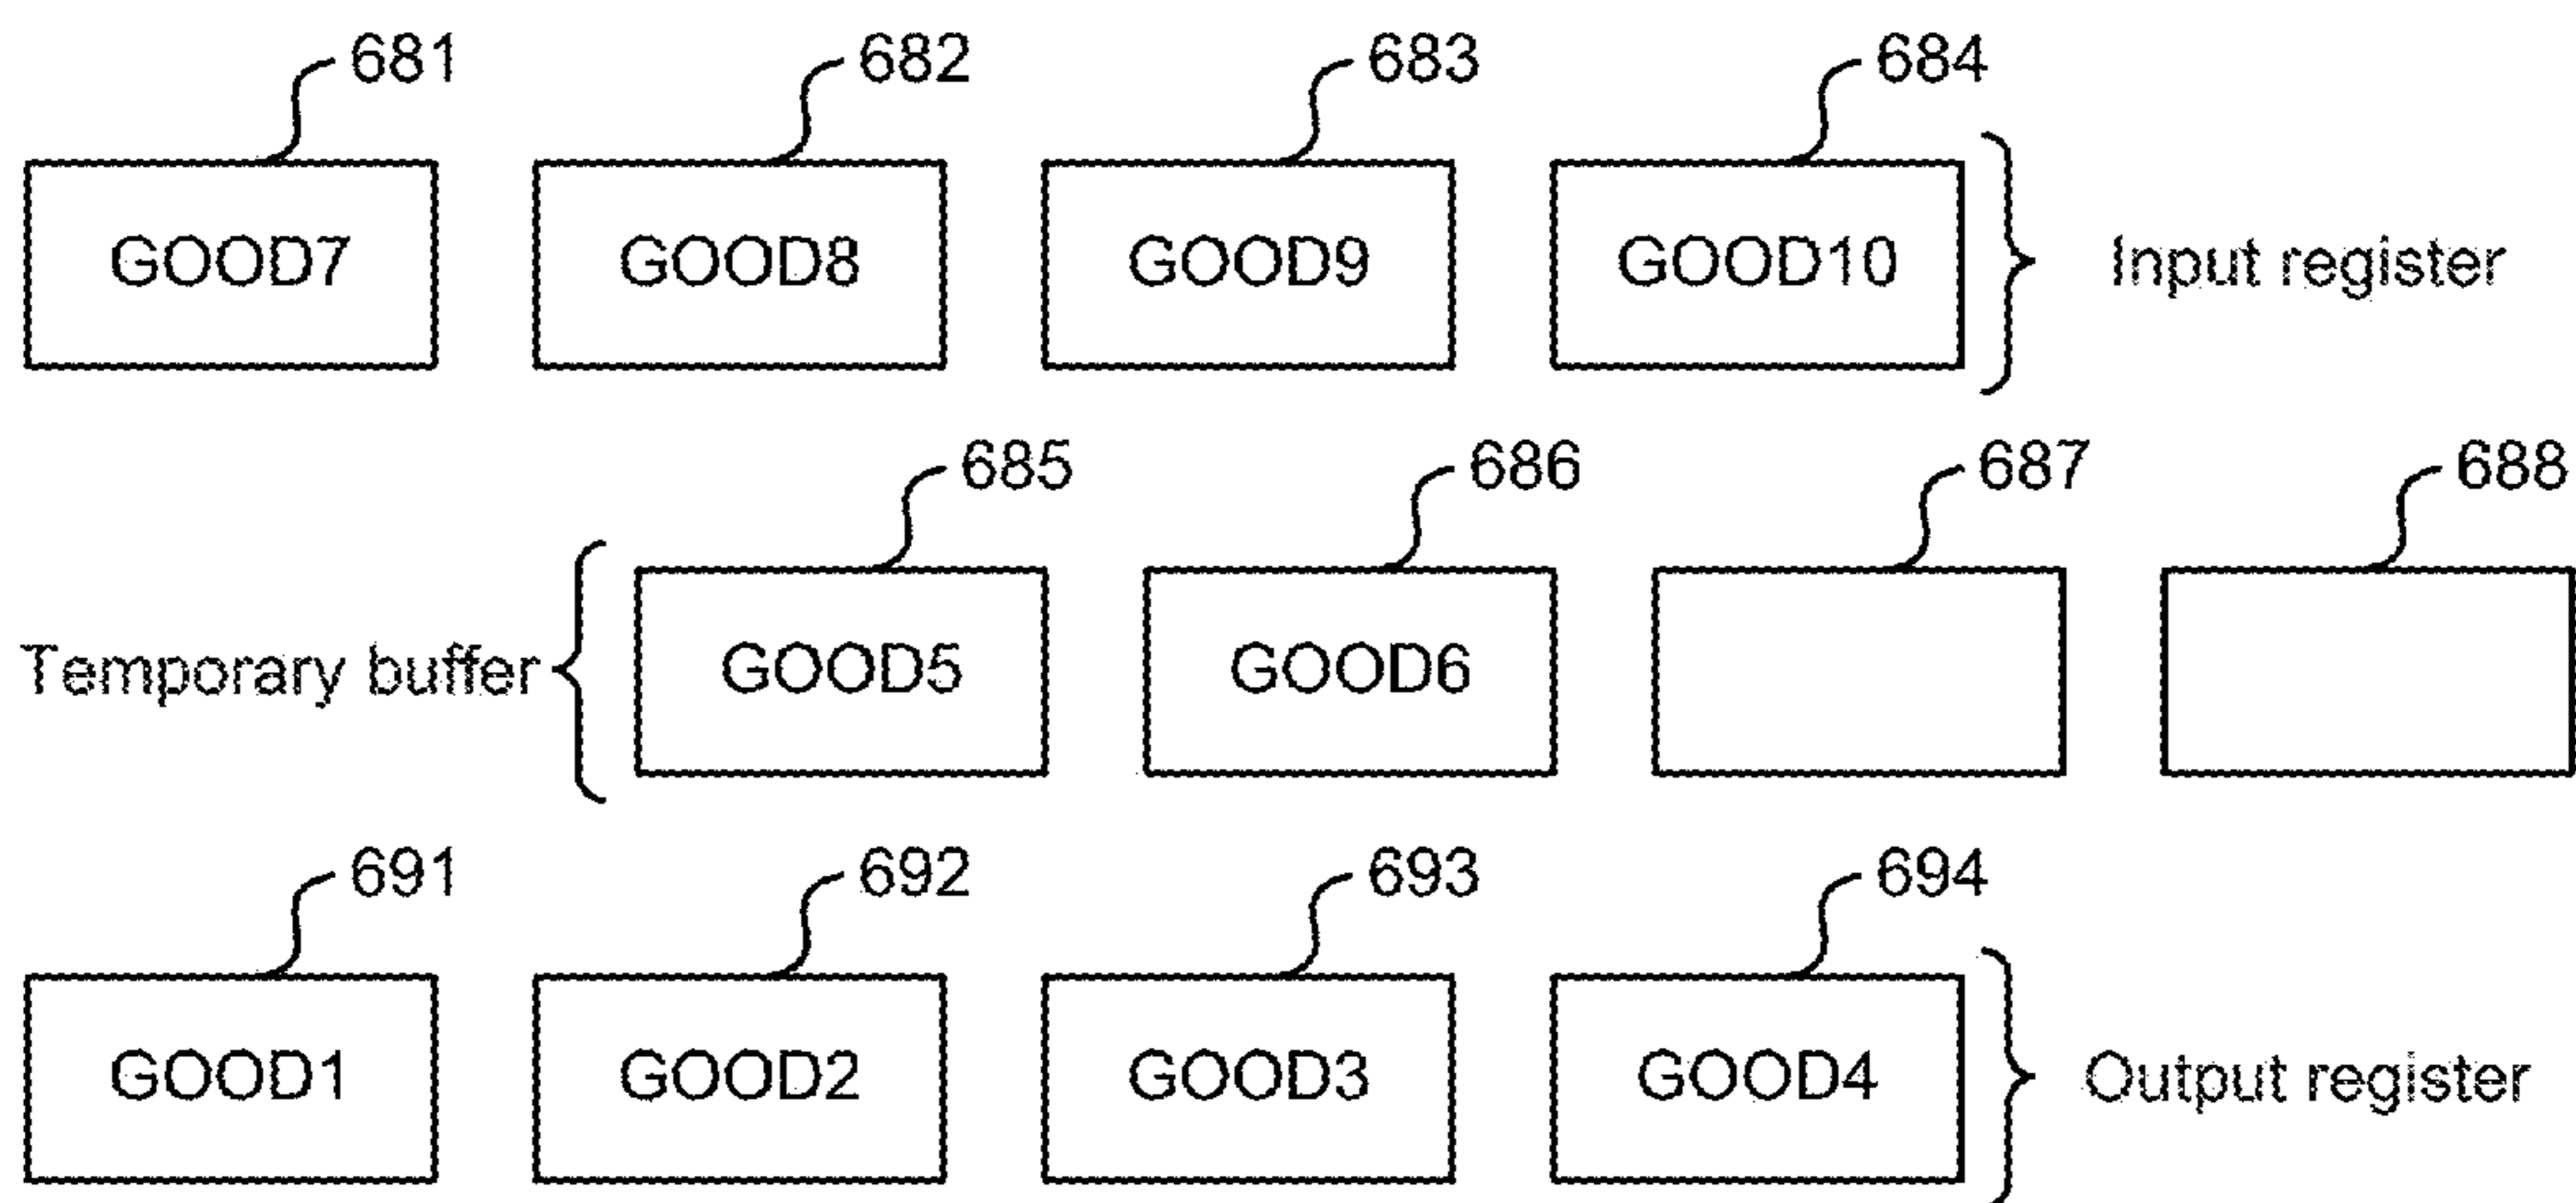 681 682 683 684
GOOD7 GOOD8 GOOD9 GOOD10 Input register
685 686 687 688
Temporary buffer GOOD5 GOOD6
691 692 693 694
GOOD1 GOOD2 GOOD3 GOOD4 Output register